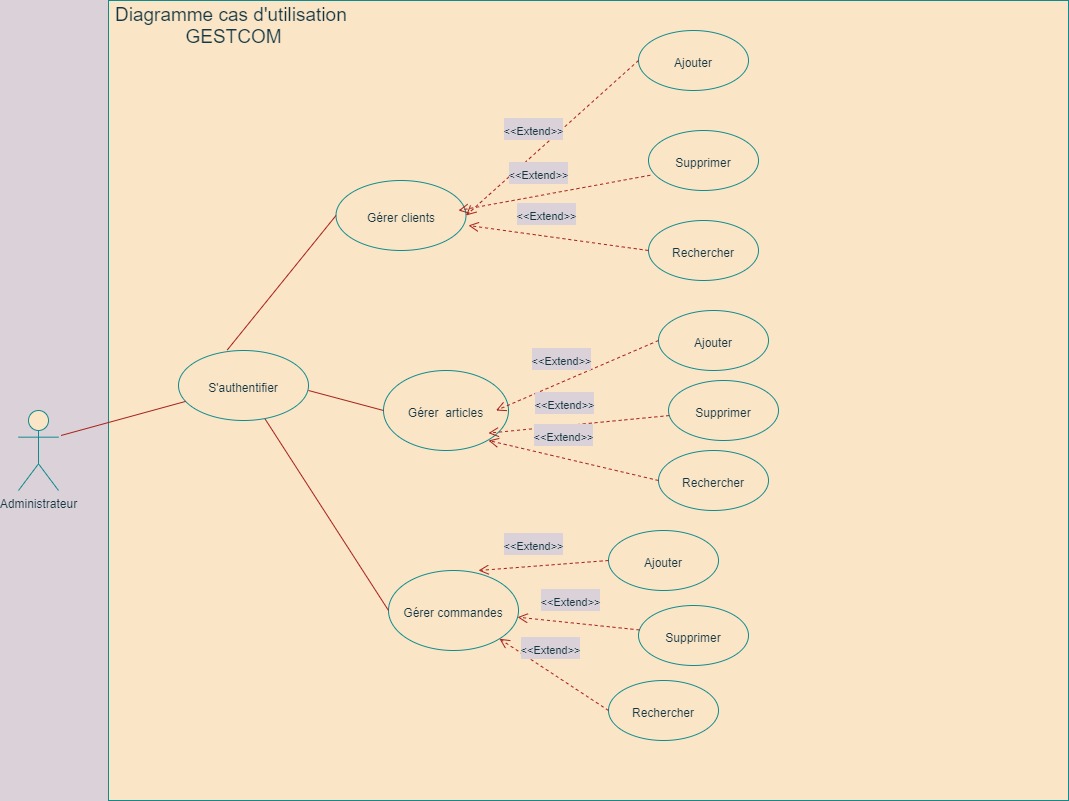 Diagramme cas d'utilisation
GESTCOM
Ajouter
<<Extend>>
Supprimer
<<Extend>>
Gérer clients
<<Extend>>
Rechercher
Ajouter
<<Extend>>
S'authentifier
Gérer  articles
<<Extend>>
Supprimer
<<Extend>>
Rechercher
Administrateur
<<Extend>>
Ajouter
<<Extend>>
Gérer commandes
Supprimer
<<Extend>>
Rechercher